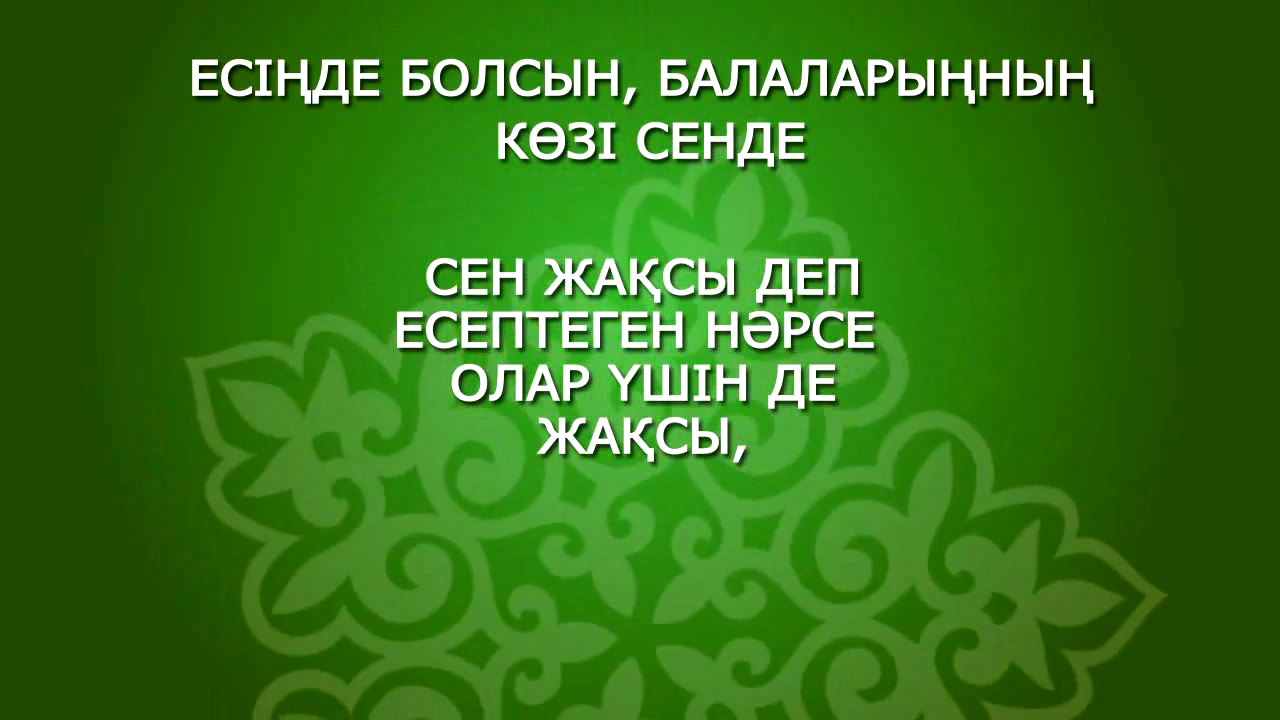 ЕСІҢДЕ БОЛСЫН, БАЛАЛАРЫҢНЫҢ
КӨЗІ СЕНДЕ
СЕН ЖАҚСЫ ДЕП
ЕСЕПТЕГЕН НӘРСЕ
ОЛАР ҮШІН ДЕ
ЖАҚСЫ,